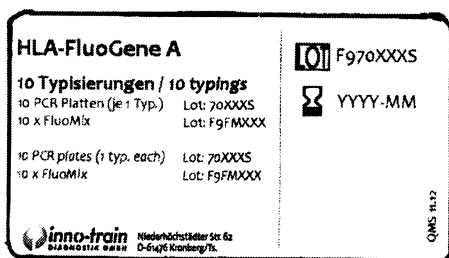 HLA-FluoGene A
10 Typisierungen / 10 typings
10 PCR Platten (je 1 Typ.) Lot: 70XXXS
10 x FluoMix Lot: F9FMXXX
10 PCR plates (1 typ. each) Lot: 70XXXS
10 x FluoMix Lot: F9FMXXX
inno-train
DIAGNOSTIK GMBH
Niederhöchstädter Str. 62
D-61476 Kronberg/Ts.
LOT F970XXXS
YYYY-MM
QMS 11.12